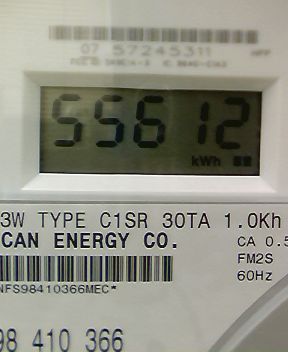 07 57245311
55612
kWh
3W TYPE C1SR 30TA 1.0Kh
CAN ENERGY CO.
CA 0.5
FM2S
60Hz
NFS98410366MEC*
98 410 366